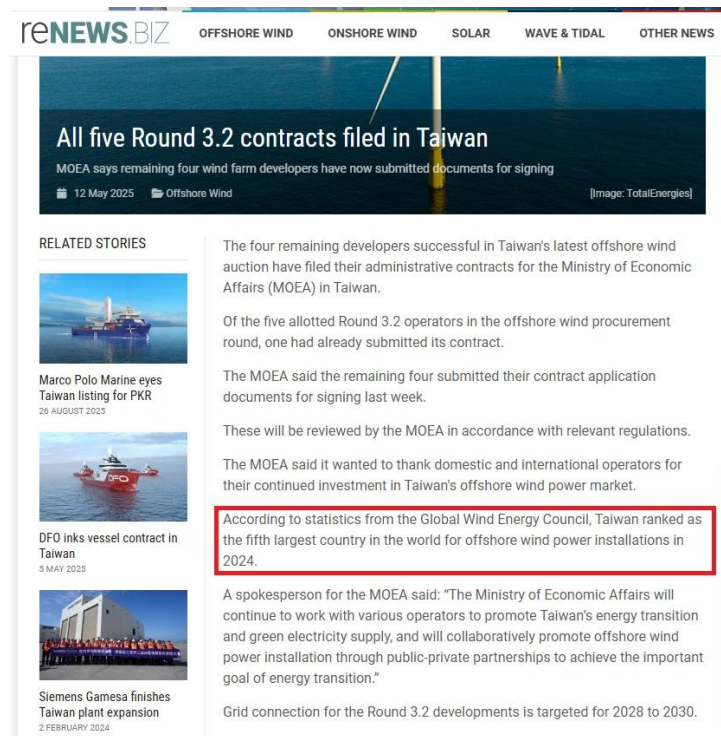 reNEWS.BIZ
OFFSHORE WIND ONSHORE WIND SOLAR WAVE & TIDAL OTHER NEWS
All five Round 3.2 contracts filed in Taiwan
MOEA says remaining four wind farm developers have now submitted documents for signing
12 May 2025 Offshore Wind [Image: TotalEnergies]
RELATED STORIES
Marco Polo Marine eyes
Taiwan listing for PKR
26 AUGUST 2025
DFO
DFO inks vessel contract in
Taiwan
5 MAY 2025
Siemens Gamesa finishes
Taiwan plant expansion
2 FEBRUARY 2024
The four remaining developers successful in Taiwan's latest offshore wind
auction have filed their administrative contracts for the Ministry of Economic
Affairs (MOEA) in Taiwan.
Of the five allotted Round 3.2 operators in the offshore wind procurement
round, one had already submitted its contract.
The MOEA said the remaining four submitted their contract application
documents for signing last week.
These will be reviewed by the MOEA in accordance with relevant regulations.
The MOEA said it wanted to thank domestic and international operators for
their continued investment in Taiwan's offshore wind power market.
According to statistics from the Global Wind Energy Council, Taiwan ranked as
the fifth largest country in the world for offshore wind power installations in
2024.
A spokesperson for the MOEA said: “The Ministry of Economic Affairs will
continue to work with various operators to promote Taiwan's energy transition
and green electricity supply, and will collaboratively promote offshore wind
power installation through public-private partnerships to achieve the important
goal of energy transition.”
Grid connection for the Round 3.2 developments is targeted for 2028 to 2030.